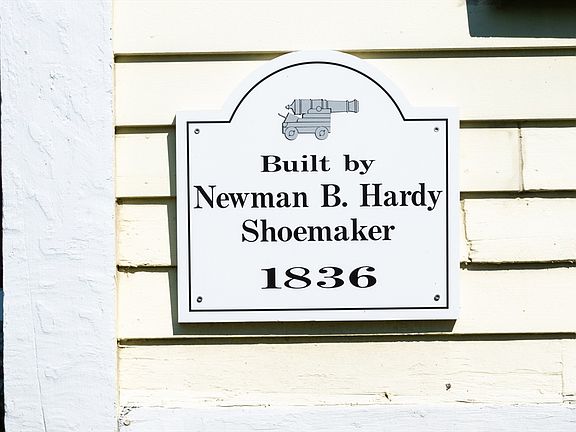 Built by
Newman B. Hardy
Shoemaker
1836